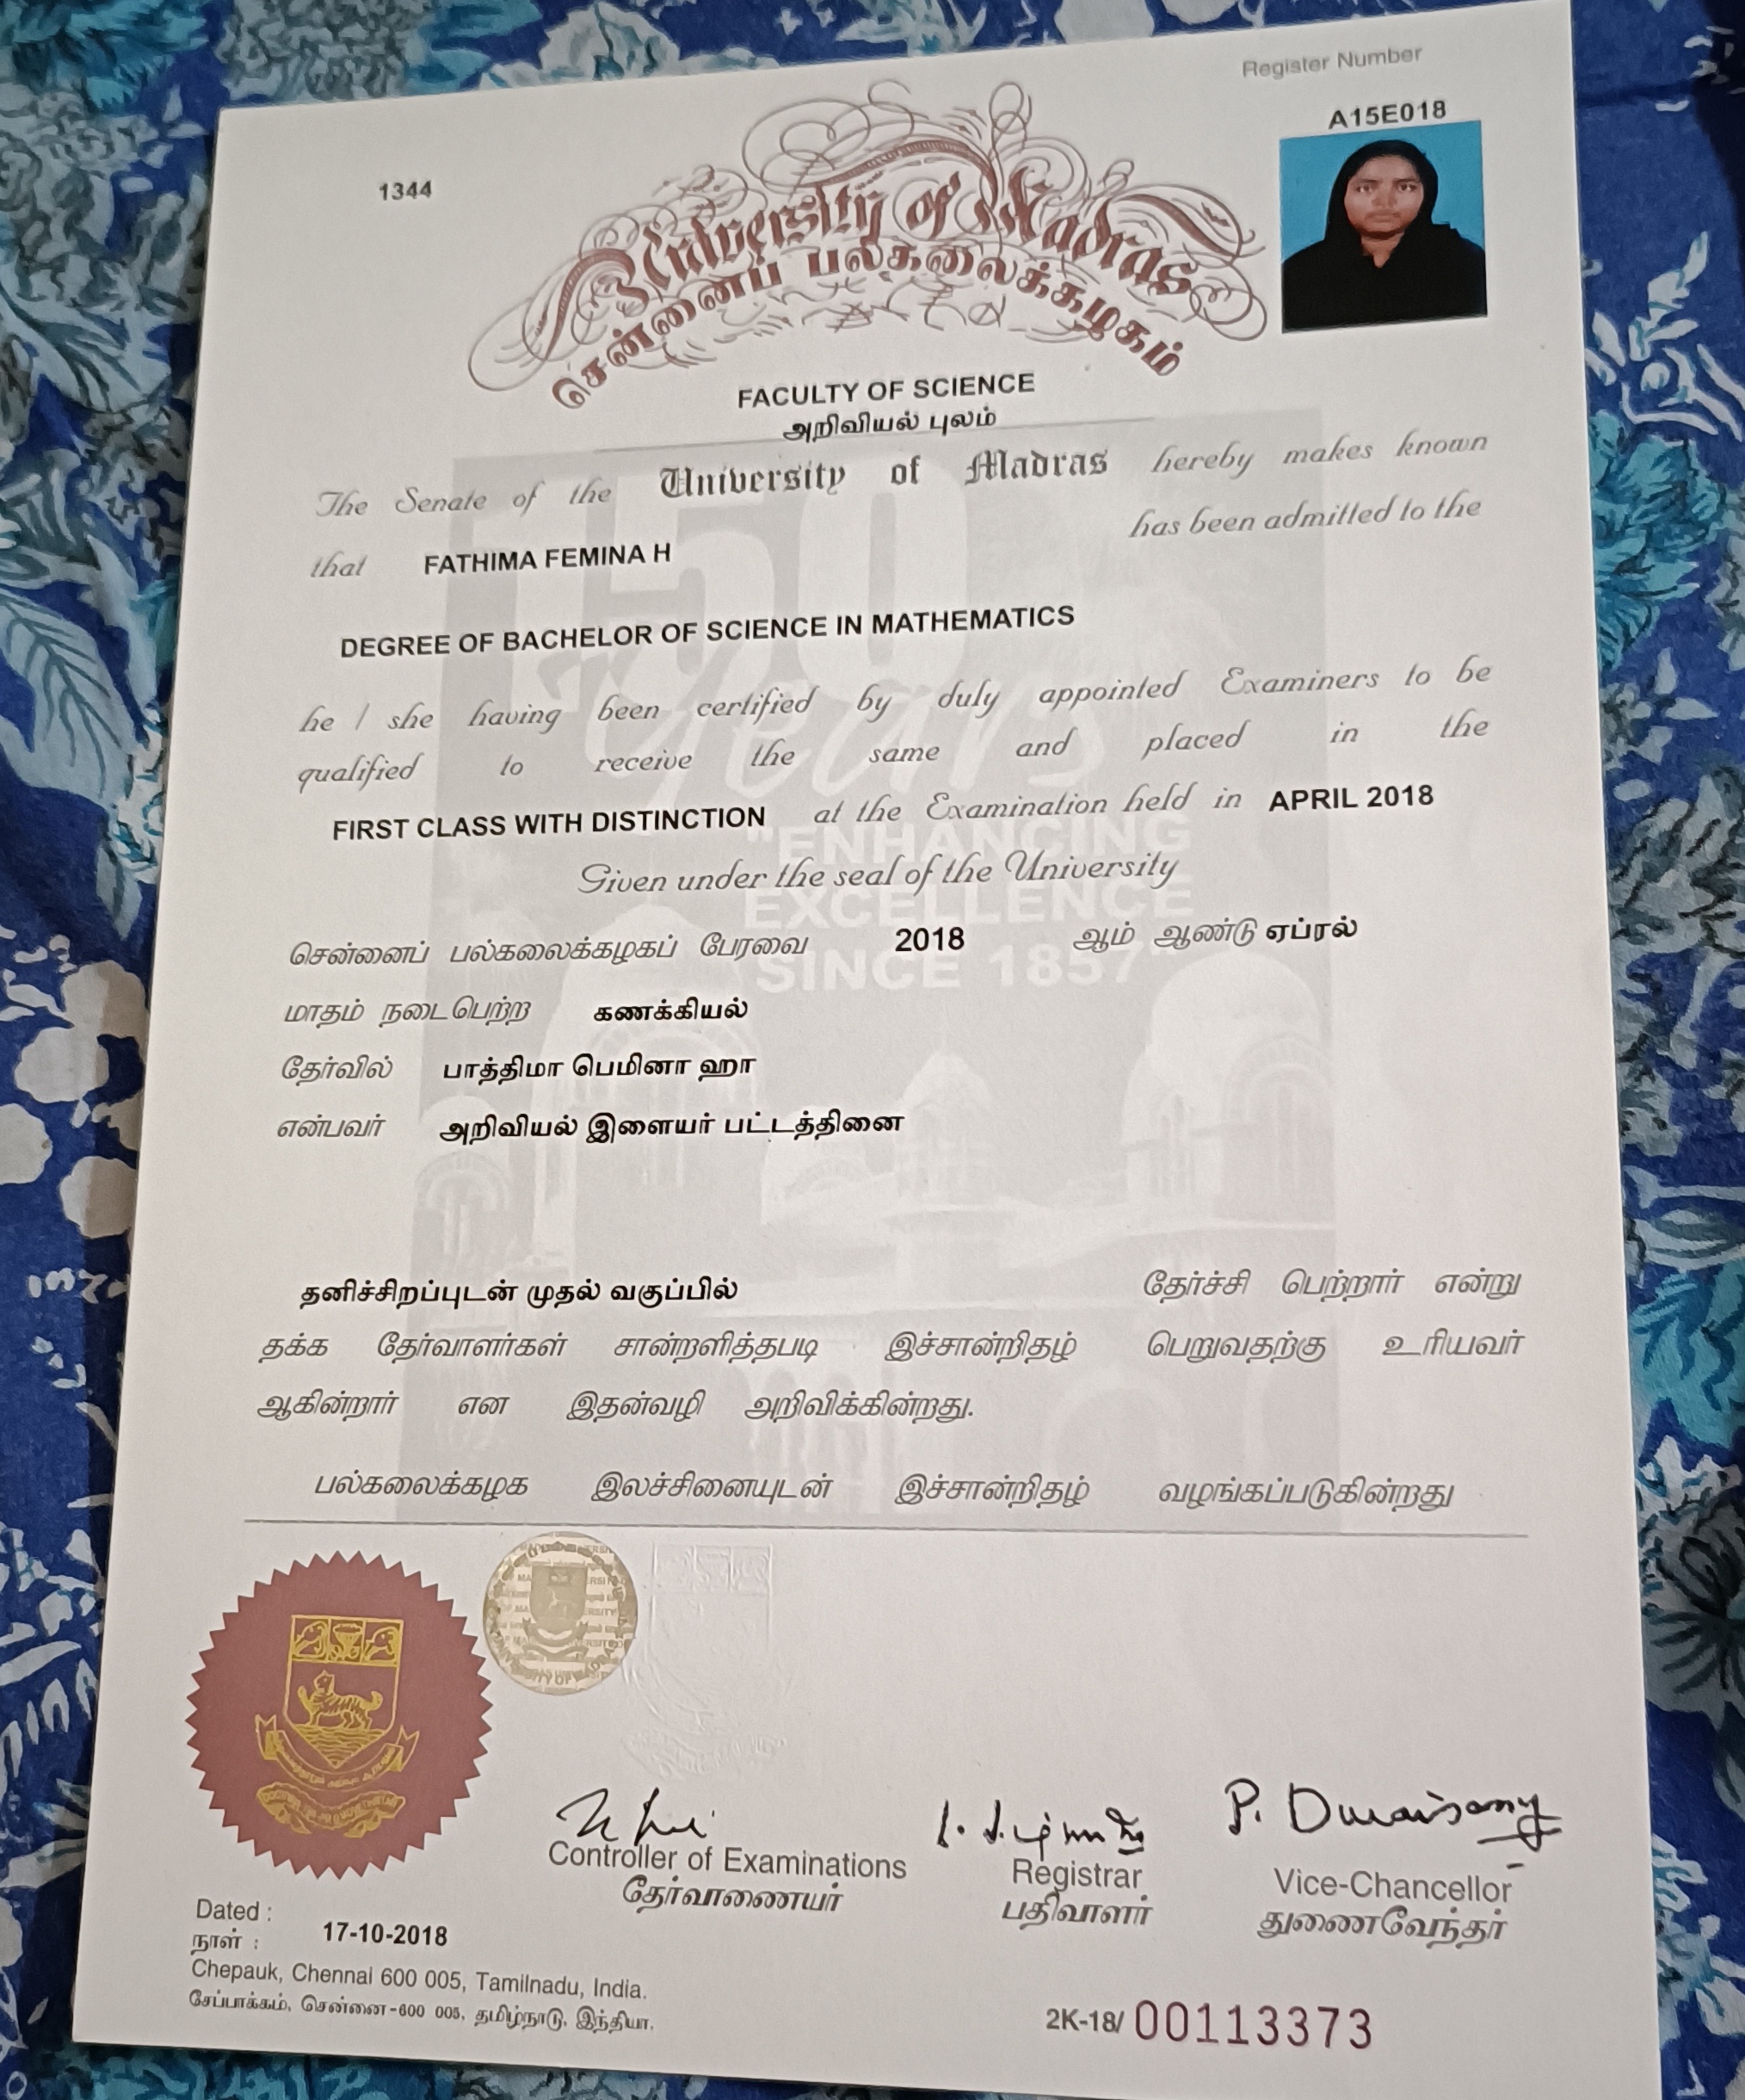 Register Number
A15E018
1344
University of Madras
சென்னைப் பல்கலைக்கழகம்
FACULTY OF SCIENCE
அறிவியல் புலம்
The Senate of the University of Madras hereby makes known
that FATHIMA FEMINA H has been admitted to the
DEGREE OF BACHELOR OF SCIENCE IN MATHEMATICS
he / she having been certified by duly appointed Examiners to be
qualified to receive the same and placed in the
FIRST CLASS WITH DISTINCTION at the Examination held in APRIL 2018
Given under the seal of the University
150
Years
"ENHANCING
EXCELLENCE
SINCE 1857"
சென்னைப் பல்கலைக்கழகப் பேரவை 2018 ஆம் ஆண்டு ஏப்ரல்
மாதம் நடைபெற்ற கணக்கியல்
தேர்வில் பாத்திமா பெமினா ஹா
என்பவர் அறிவியல் இளையர் பட்டத்தினை
தனிச்சிறப்புடன் முதல் வகுப்பில் தேர்ச்சி பெற்றார் என்று
தக்க தேர்வாளர்கள் சான்றளித்தபடி இச்சான்றிதழ் பெறுவதற்கு உரியவர்
ஆகின்றார் என இதன்வழி அறிவிக்கின்றது.
பல்கலைக்கழக இலச்சினையுடன் இச்சான்றிதழ் வழங்கப்படுகின்றது
P. Duraisamy
Controller of Examinations
தேர்வாணையர்
Registrar
பதிவாளர்
Vice-Chancellor
துணைவேந்தர்
Dated :
நாள் : 17-10-2018
Chepauk, Chennai 600 005, Tamilnadu, India.
சேப்பாக்கம், சென்னை-600 005, தமிழ்நாடு, இந்தியா.
2K-18/ 00113373